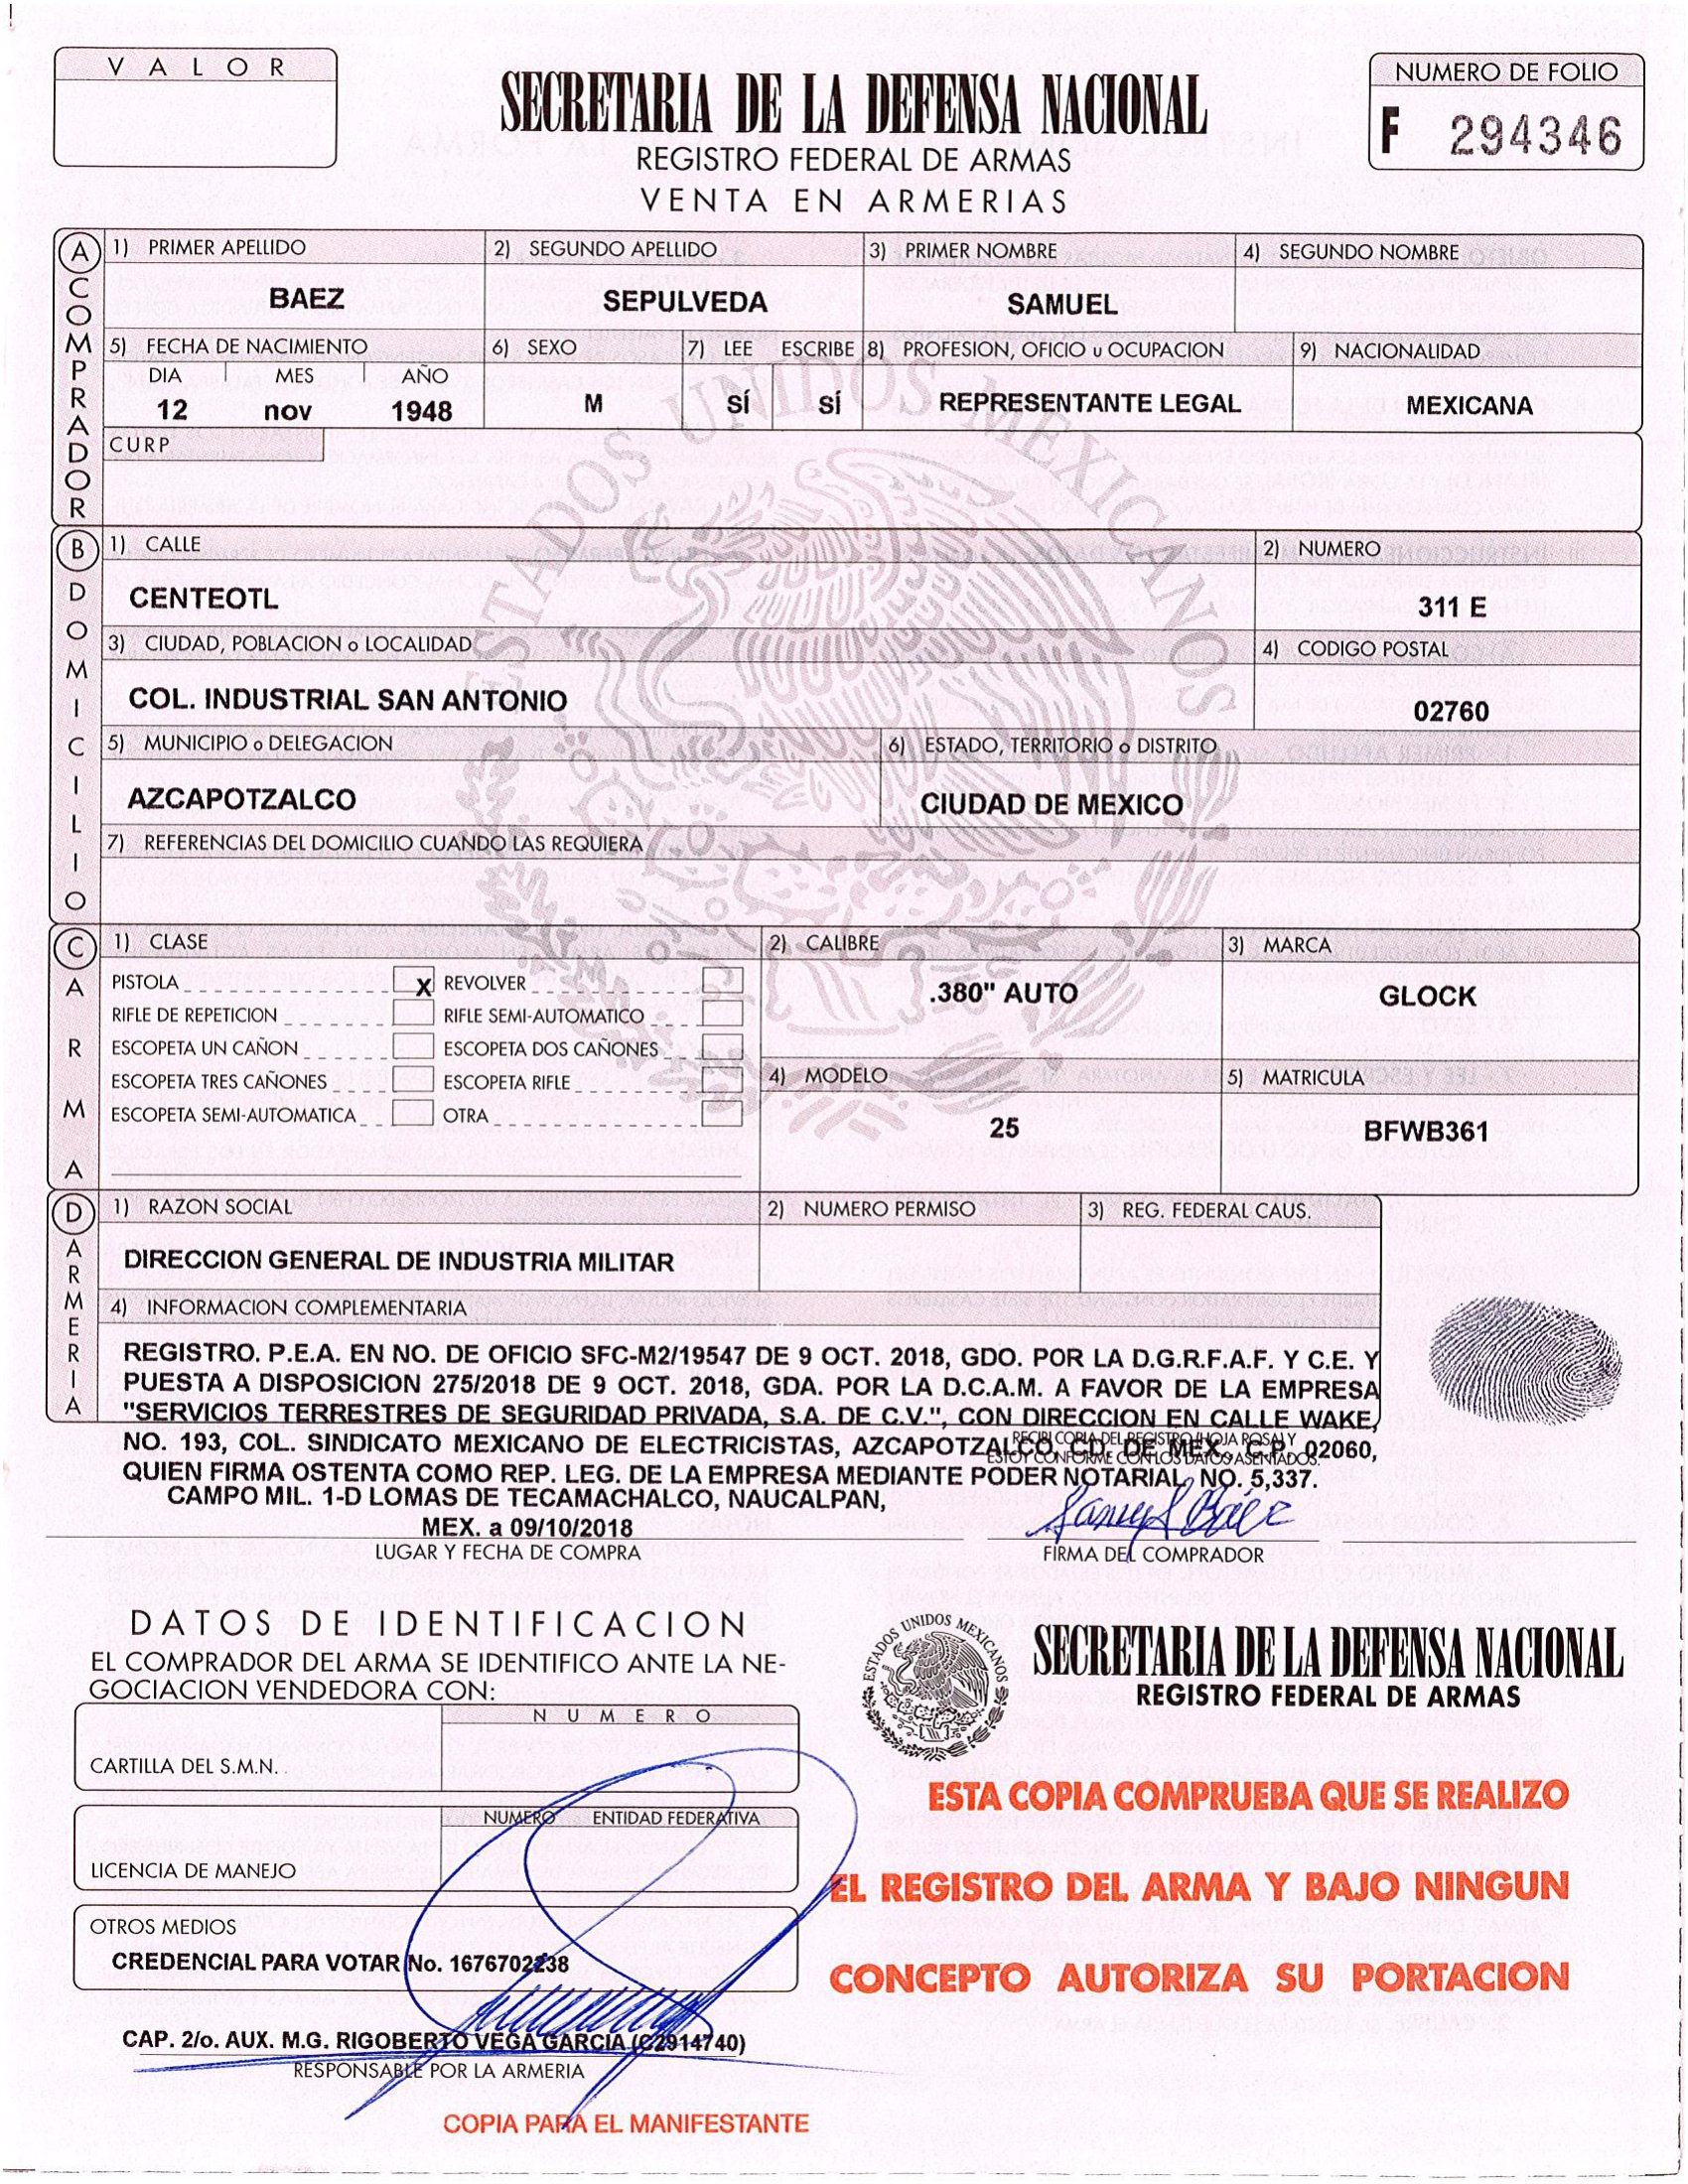 VALOR
SECRETARIA DE LA DEFENSA NACIONAL
REGISTRO FEDERAL DE ARMAS
VENTA EN ARMERIAS
NUMERO DE FOLIO
F 294346
A COMPRADOR
1) PRIMER APELLIDO 2) SEGUNDO APELLIDO 3) PRIMER NOMBRE 4) SEGUNDO NOMBRE
BAEZ SEPULVEDA SAMUEL
5) FECHA DE NACIMIENTO 6) SEXO 7) LEE ESCRIBE 8) PROFESION, OFICIO u OCUPACION 9) NACIONALIDAD
DIA MES AÑO
12 nov 1948 M SÍ SÍ REPRESENTANTE LEGAL MEXICANA
CURP
ESTADOS UNIDOS MEXICANOS
B DOMICILIO
1) CALLE 2) NUMERO
CENTEOTL 311 E
3) CIUDAD, POBLACION o LOCALIDAD 4) CODIGO POSTAL
COL. INDUSTRIAL SAN ANTONIO 02760
5) MUNICIPIO o DELEGACION 6) ESTADO, TERRITORIO o DISTRITO
AZCAPOTZALCO CIUDAD DE MEXICO
7) REFERENCIAS DEL DOMICILIO CUANDO LAS REQUIERA
C ARMA
1) CLASE 2) CALIBRE 3) MARCA
PISTOLA X REVOLVER .380" AUTO GLOCK
RIFLE DE REPETICION RIFLE SEMI-AUTOMATICO
ESCOPETA UN CAÑON ESCOPETA DOS CAÑONES
ESCOPETA TRES CAÑONES ESCOPETA RIFLE 4) MODELO 5) MATRICULA
ESCOPETA SEMI-AUTOMATICA OTRA 25 BFWB361
D ARMERIA
1) RAZON SOCIAL 2) NUMERO PERMISO 3) REG. FEDERAL CAUS.
DIRECCION GENERAL DE INDUSTRIA MILITAR
4) INFORMACION COMPLEMENTARIA
REGISTRO. P.E.A. EN NO. DE OFICIO SFC-M2/19547 DE 9 OCT. 2018, GDO. POR LA D.G.R.F.A.F. Y C.E. Y
PUESTA A DISPOSICION 275/2018 DE 9 OCT. 2018, GDA. POR LA D.C.A.M. A FAVOR DE LA EMPRESA
"SERVICIOS TERRESTRES DE SEGURIDAD PRIVADA, S.A. DE C.V.", CON DIRECCION EN CALLE WAKE,
NO. 193, COL. SINDICATO MEXICANO DE ELECTRICISTAS, AZCAPOTZALCO, CD. DE MEX., C.P. 02060,
RECIBI COPIA DEL REGISTRO (HOJA ROSA) Y
ESTOY CONFORME CON LOS DATOS ASENTADOS.
QUIEN FIRMA OSTENTA COMO REP. LEG. DE LA EMPRESA MEDIANTE PODER NOTARIAL NO. 5,337.
CAMPO MIL. 1-D LOMAS DE TECAMACHALCO, NAUCALPAN,
MEX. a 09/10/2018
LUGAR Y FECHA DE COMPRA
Samuel Báez
FIRMA DEL COMPRADOR
DATOS DE IDENTIFICACION
EL COMPRADOR DEL ARMA SE IDENTIFICO ANTE LA NE-
GOCIACION VENDEDORA CON:
NUMERO
CARTILLA DEL S.M.N.
NUMERO ENTIDAD FEDERATIVA
LICENCIA DE MANEJO
OTROS MEDIOS
CREDENCIAL PARA VOTAR No. 1676702238
CAP. 2/o. AUX. M.G. RIGOBERTO VEGA GARCIA (C2914740)
RESPONSABLE POR LA ARMERIA
ESTADOS UNIDOS MEXICANOS
SECRETARIA DE LA DEFENSA NACIONAL
REGISTRO FEDERAL DE ARMAS
ESTA COPIA COMPRUEBA QUE SE REALIZO
EL REGISTRO DEL ARMA Y BAJO NINGUN
CONCEPTO AUTORIZA SU PORTACION
COPIA PARA EL MANIFESTANTE